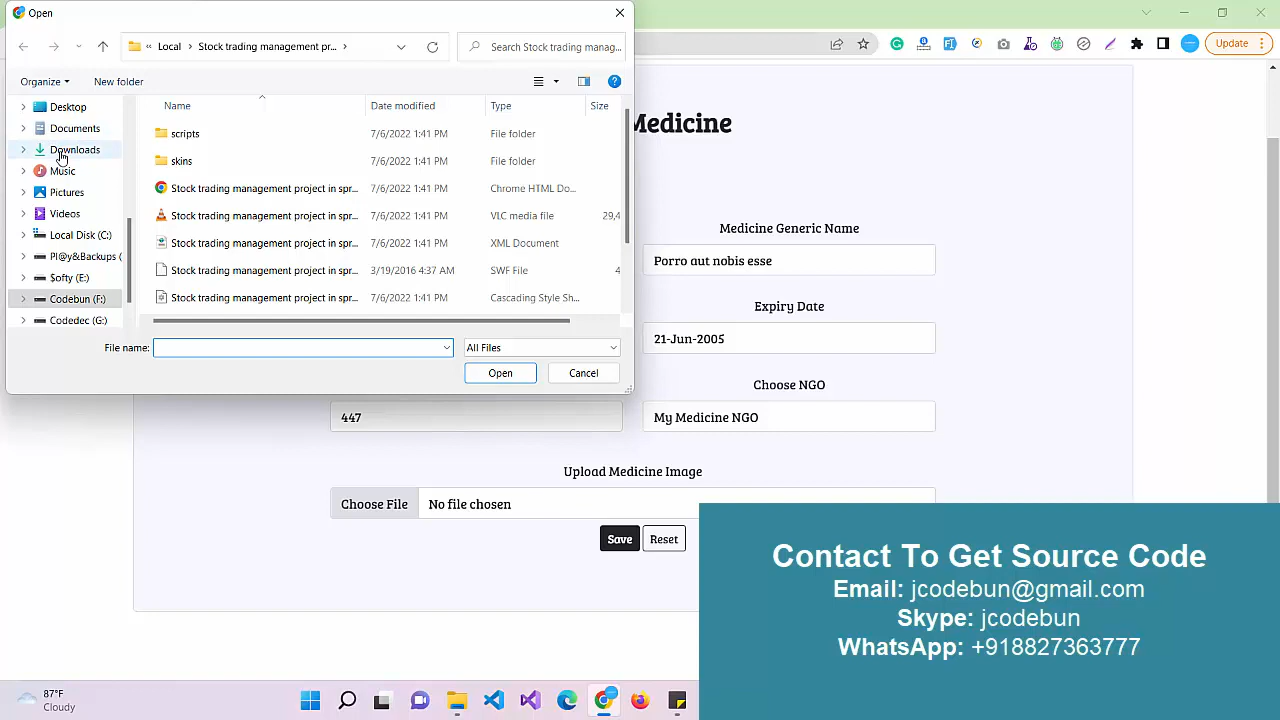 Open
« Local > Stock trading management pr... >
Search Stock trading manag...
Update
Organize
New folder
Desktop
Documents
Downloads
Music
Pictures
Videos
Local Disk (C:)
Pl@y&Backups (
$ofty (E:)
Codebun (F:)
Codedec (G:)
Name Date modified Type Size
scripts 7/6/2022 1:41 PM File folder
skins 7/6/2022 1:41 PM File folder
Stock trading management project in spr... 7/6/2022 1:41 PM Chrome HTML Do...
Stock trading management project in spr... 7/6/2022 1:41 PM VLC media file 29,4
Stock trading management project in spr... 7/6/2022 1:41 PM XML Document
Stock trading management project in spr... 3/19/2016 4:37 AM SWF File 4
Stock trading management project in spr... 7/6/2022 1:41 PM Cascading Style Sh...
File name:
All Files
Open
Cancel
Medicine
Medicine Generic Name
Porro aut nobis esse
Expiry Date
21-Jun-2005
Choose NGO
447
My Medicine NGO
Upload Medicine Image
Choose File No file chosen
Save
Reset
Contact To Get Source Code
Email: jcodebun@gmail.com
Skype: jcodebun
WhatsApp: +918827363777
87°F
Cloudy